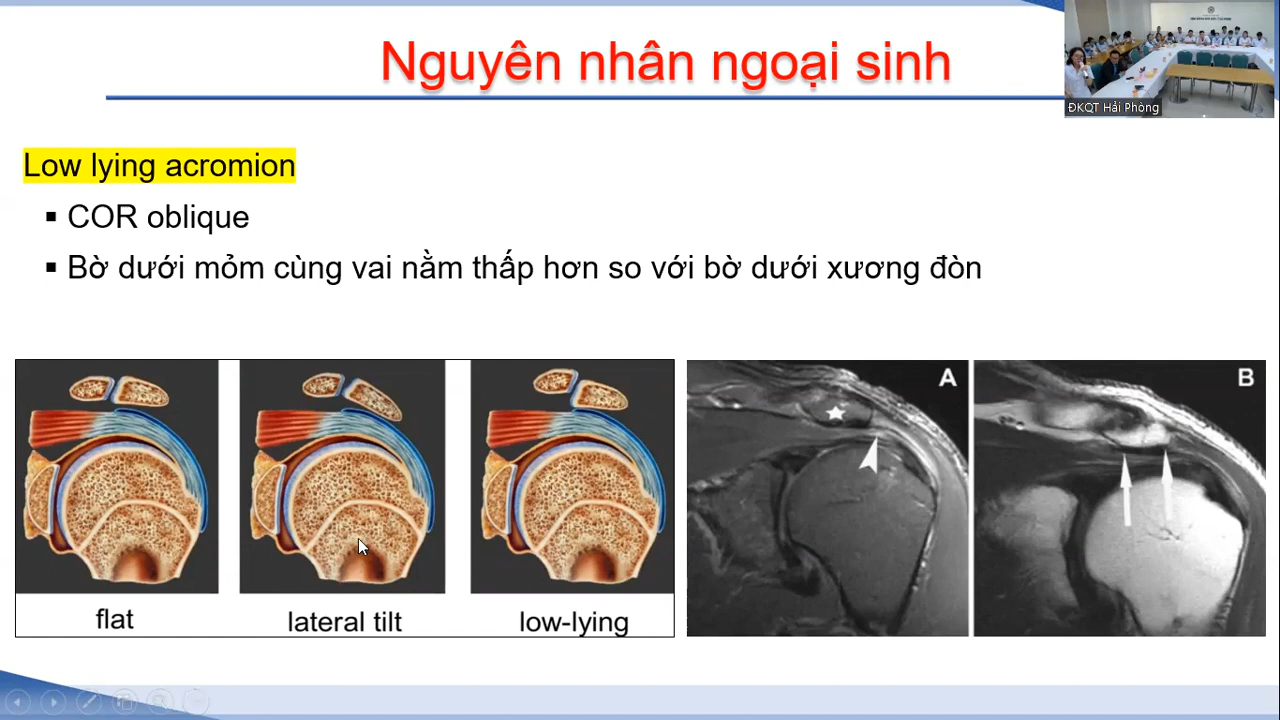 Nguyên nhân ngoại sinh
ĐKQT Hải Phòng
Low lying acromion
▪ COR oblique
▪ Bờ dưới mỏm cùng vai nằm thấp hơn so với bờ dưới xương đòn
A
B
flat
lateral tilt
low-lying